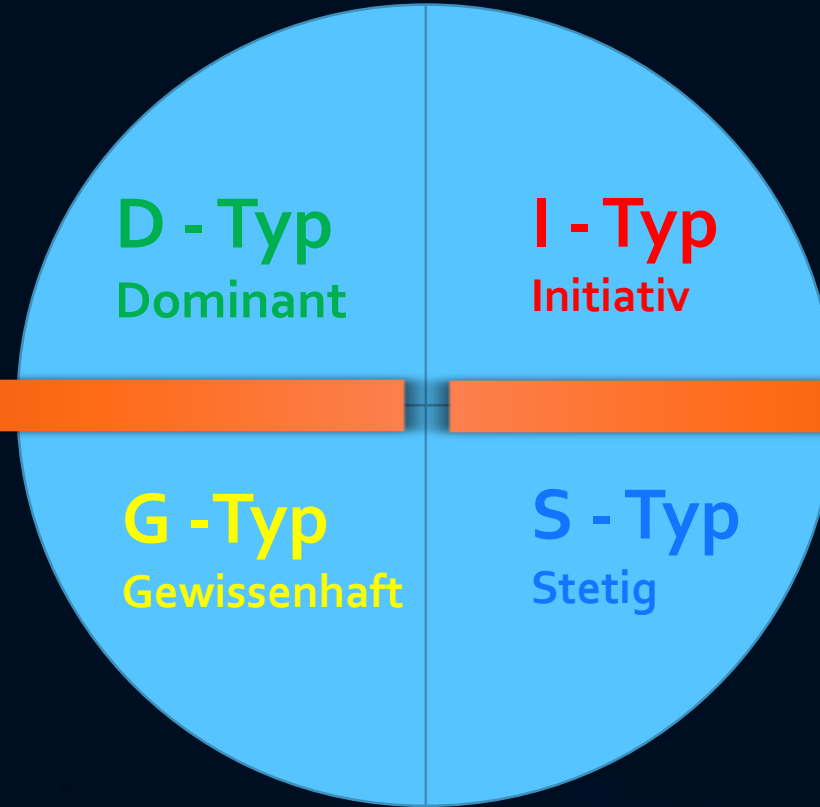 D - Typ
Dominant
I - Typ
Initiativ
G -Typ
Gewissenhaft
S - Typ
Stetig